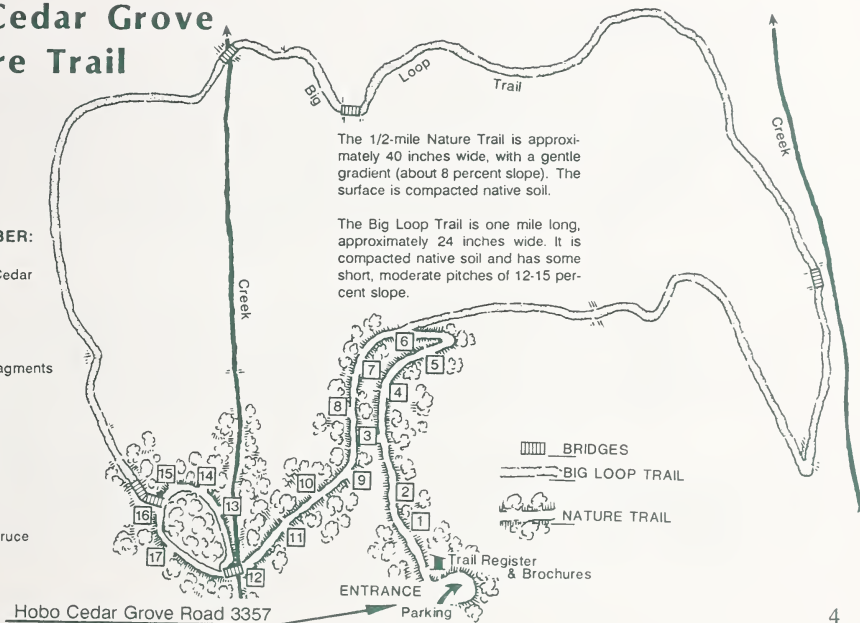 Cedar Grove
re Trail
Big Loop Trail
Creek
The 1/2-mile Nature Trail is approxi-
mately 40 inches wide, with a gentle
gradient (about 8 percent slope). The
surface is compacted native soil.
The Big Loop Trail is one mile long,
approximately 24 inches wide. It is
compacted native soil and has some
short, moderate pitches of 12-15 per-
cent slope.
BER:
Cedar
Creek
agments
ruce
6
5
7
4
8
3
9
10
2
1
11
15
14
13
16
17
12
BRIDGES
BIG LOOP TRAIL
NATURE TRAIL
Trail Register
& Brochures
ENTRANCE
Parking
Hobo Cedar Grove Road 3357
4